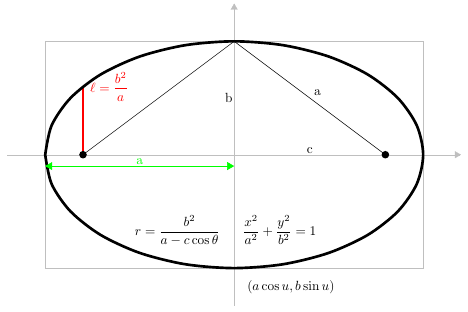 ℓ = b²/a
a
b
c
a
r = b²/(a − c cos θ)    x²/a² + y²/b² = 1
(a cos u, b sin u)